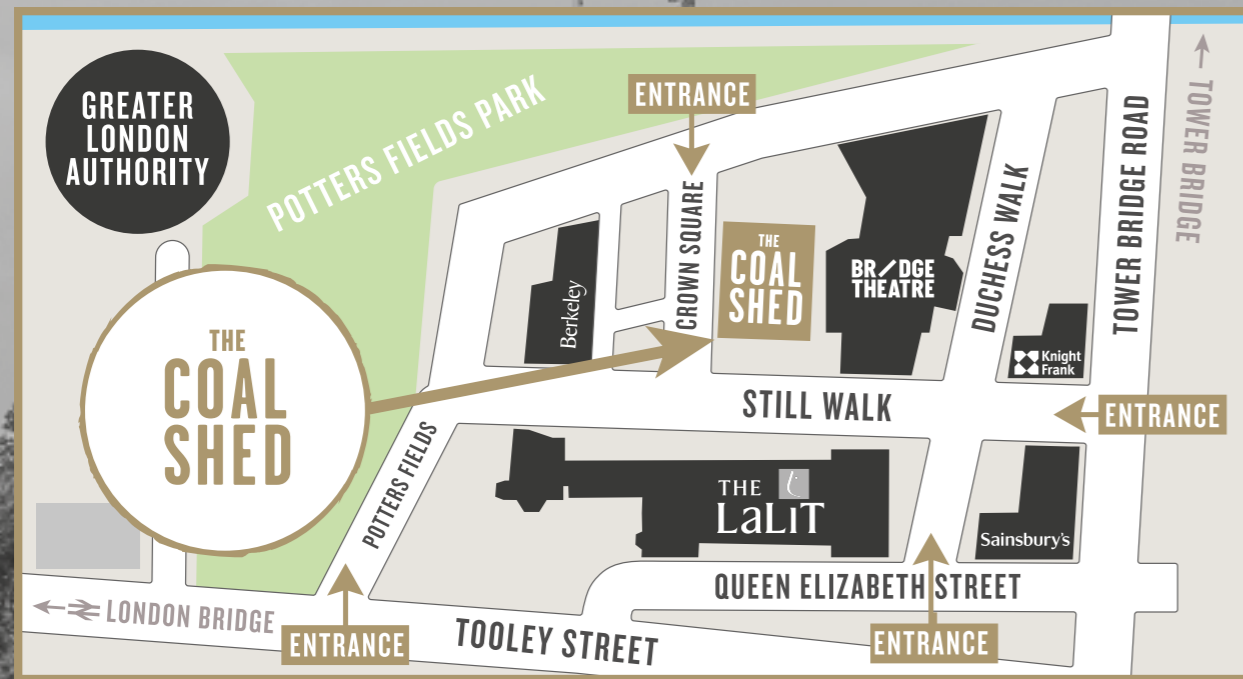 GREATER
LONDON
AUTHORITY
POTTERS FIELDS PARK
ENTRANCE
TOWER BRIDGE
TOWER BRIDGE ROAD
DUCHESS WALK
CROWN SQUARE
THE
COAL
SHED
BR/DGE
THEATRE
Berkeley
Knight
Frank
THE
COAL
SHED
STILL WALK
ENTRANCE
POTTERS FIELDS
THE
LaLiT
Sainsbury's
QUEEN ELIZABETH STREET
LONDON BRIDGE
ENTRANCE
TOOLEY STREET
ENTRANCE